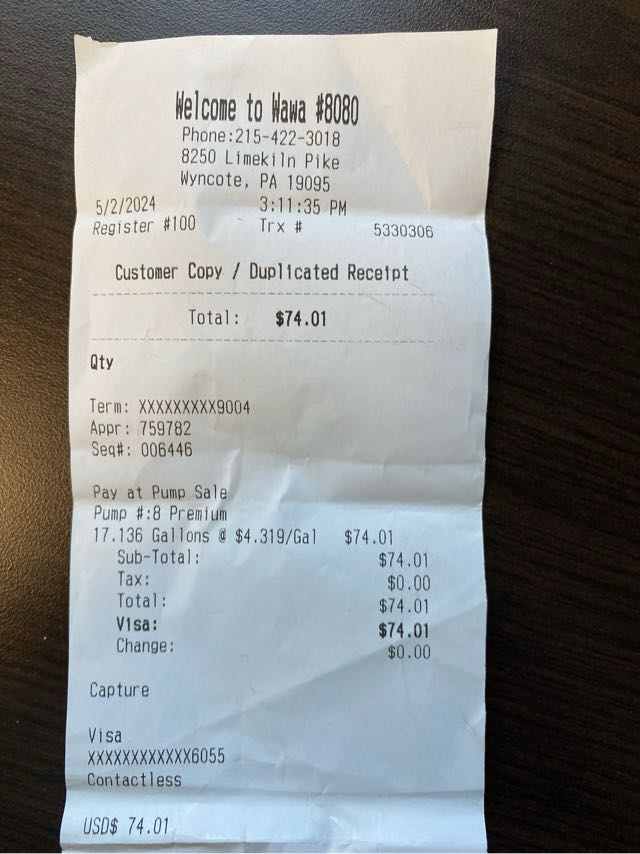 Welcome to Wawa #8080
Phone:215-422-3018
8250 Limekiln Pike
Wyncote, PA 19095
5/2/2024 3:11:35 PM
Register #100 Trx # 5330306
Customer Copy / Duplicated Receipt
Total: $74.01
Qty
Term: XXXXXXXXX9004
Appr: 759782
Seq#: 006446
Pay at Pump Sale
Pump #:8 Premium
17.136 Gallons @ $4.319/Gal $74.01
Sub-Total: $74.01
Tax: $0.00
Total: $74.01
Visa: $74.01
Change: $0.00
Capture
Visa
XXXXXXXXXXXX6055
Contactless
USD$ 74.01